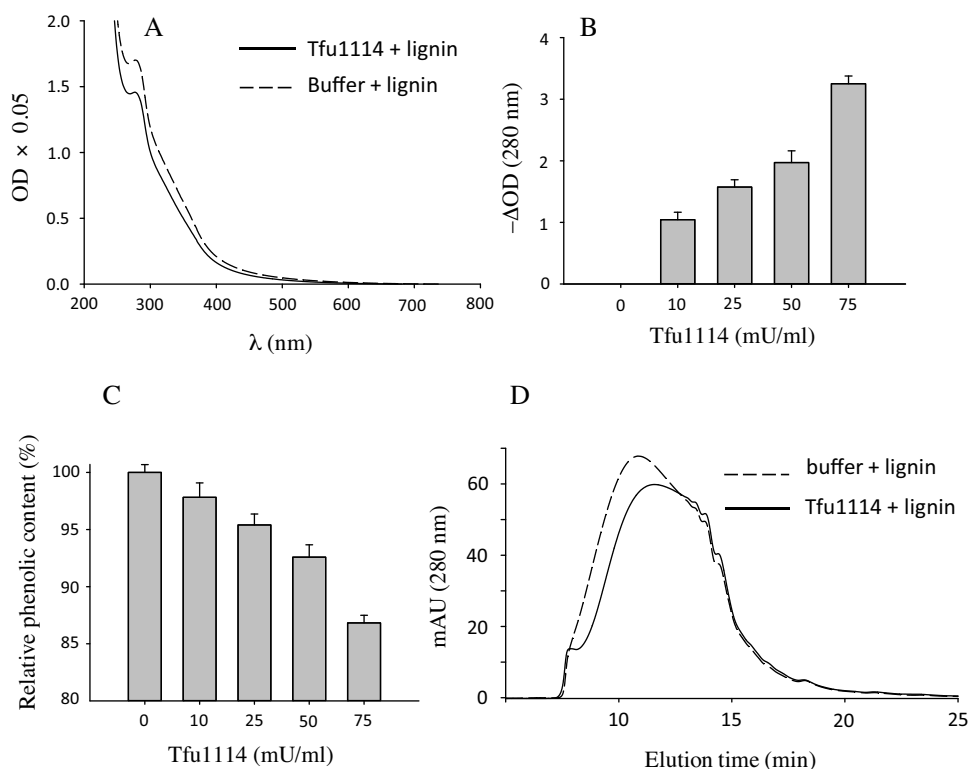 A
OD × 0.05
2.0
1.5
1.0
0.5
0.0
Tfu1114 + lignin
Buffer + lignin
200 300 400 500 600 700 800
λ (nm)
B
−ΔOD (280 nm)
4
3
2
1
0
0 10 25 50 75
Tfu1114 (mU/ml)
C
Relative phenolic content (%)
100
95
90
85
80
0 10 25 50 75
Tfu1114 (mU/ml)
D
mAU (280 nm)
60
40
20
0
buffer + lignin
Tfu1114 + lignin
10 15 20 25
Elution time (min)